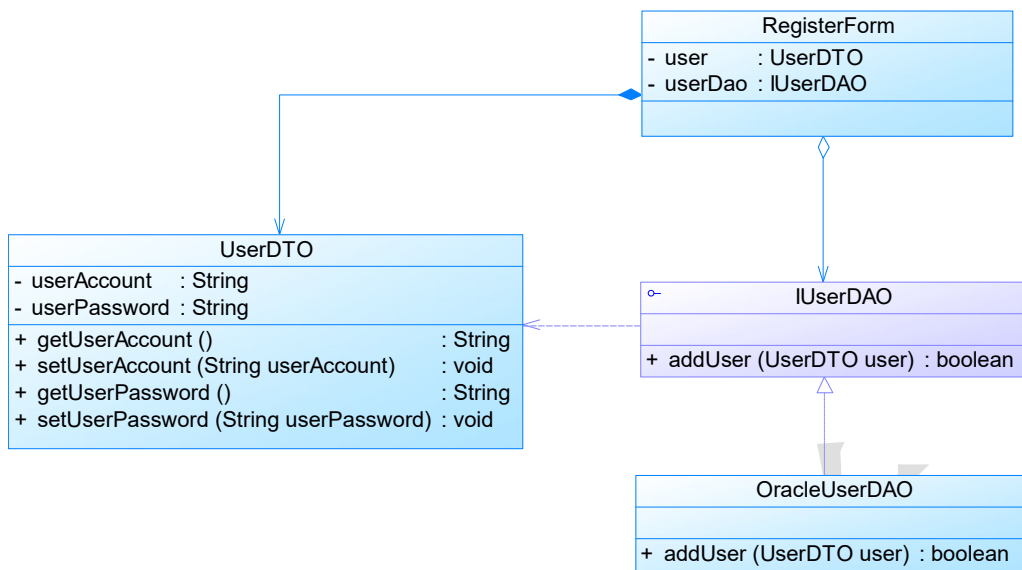 RegisterForm
- user : UserDTO
- userDao : IUserDAO
UserDTO
- userAccount : String
- userPassword : String
+ getUserAccount () : String
+ setUserAccount (String userAccount) : void
+ getUserPassword () : String
+ setUserPassword (String userPassword) : void
IUserDAO
+ addUser (UserDTO user) : boolean
OracleUserDAO
+ addUser (UserDTO user) : boolean